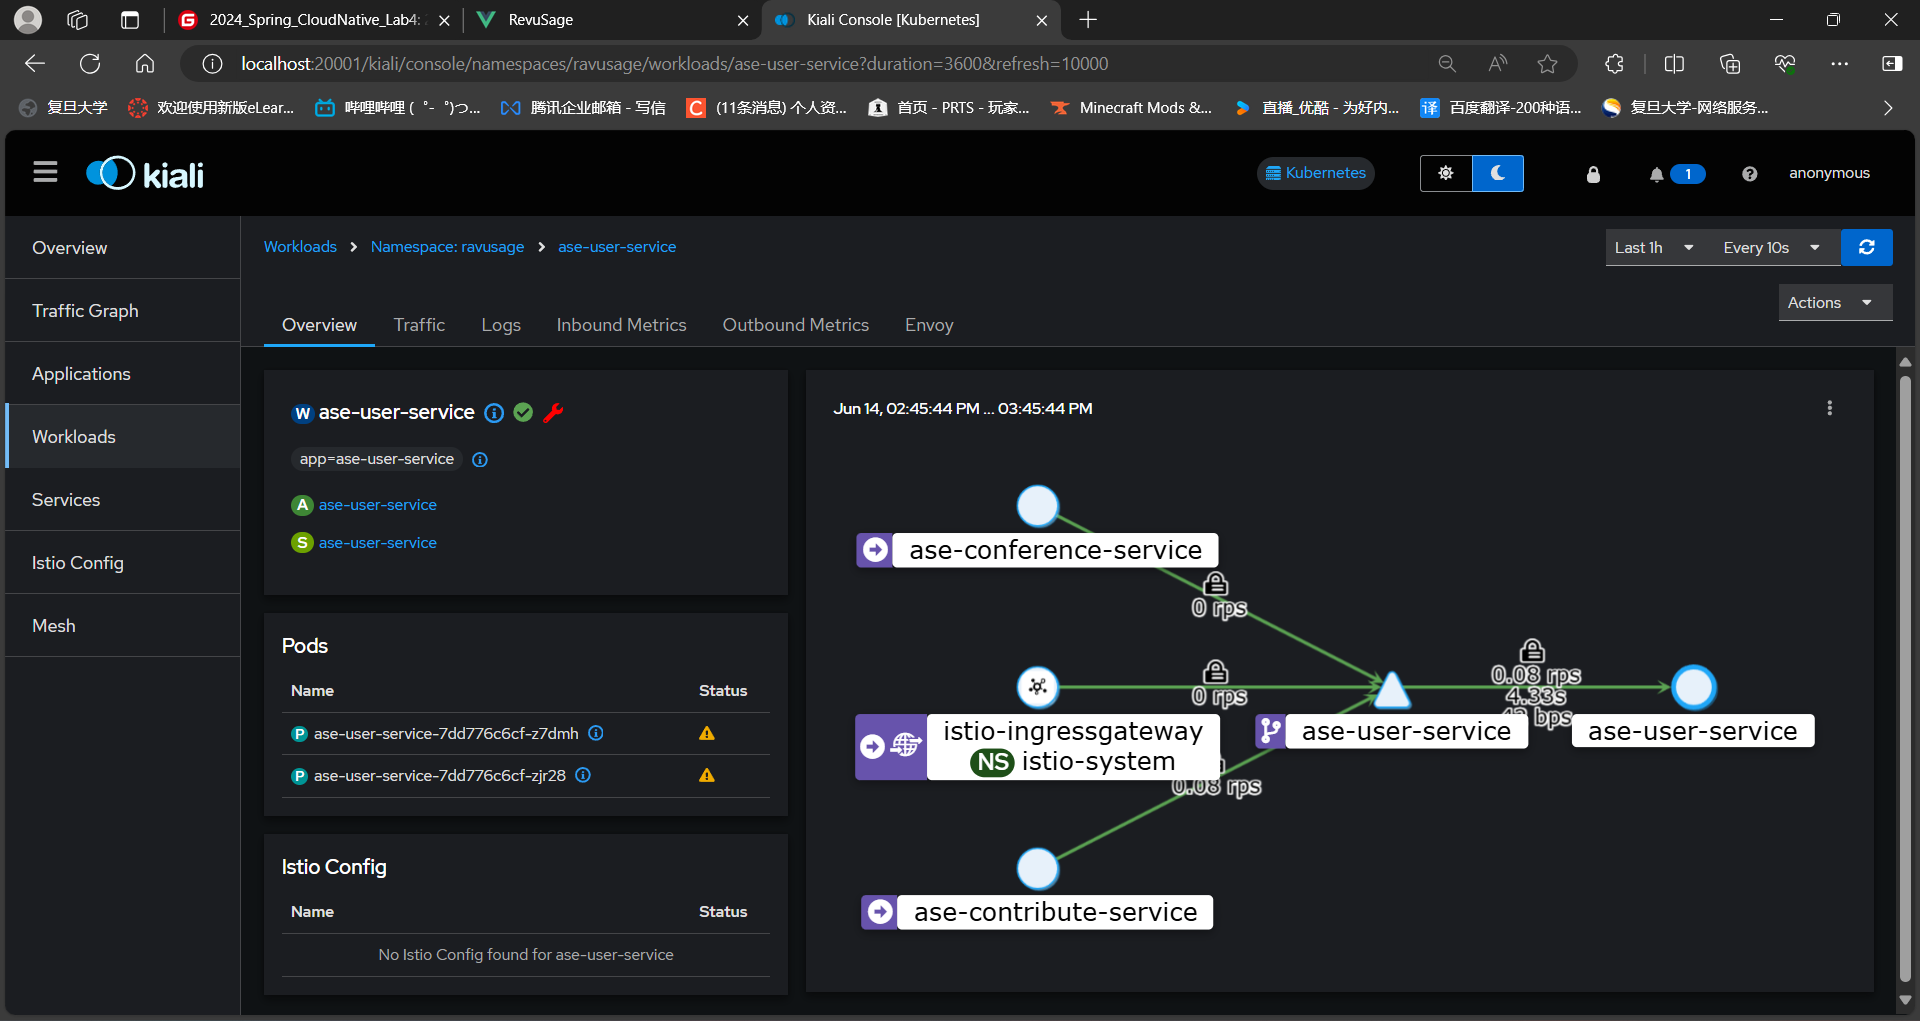 2024_Spring_CloudNative_Lab4:
RevuSage
Kiali Console [Kubernetes]
localhost:20001/kiali/console/namespaces/ravusage/workloads/ase-user-service?duration=3600&refresh=10000
复旦大学
欢迎使用新版eLear...
哔哩哔哩 ( ゜- ゜)つ...
腾讯企业邮箱 - 写信
(11条消息) 个人资...
首页 - PRTS - 玩家...
Minecraft Mods &...
直播_优酷 - 为好内...
百度翻译-200种语...
复旦大学-网络服务...
kiali
Kubernetes
1
anonymous
Overview
Traffic Graph
Applications
Workloads
Services
Istio Config
Mesh
Workloads > Namespace: ravusage > ase-user-service
Last 1h
Every 10s
Actions
Overview
Traffic
Logs
Inbound Metrics
Outbound Metrics
Envoy
W ase-user-service
app=ase-user-service
A ase-user-service
S ase-user-service
Pods
Name Status
P ase-user-service-7dd776c6cf-z7dmh
P ase-user-service-7dd776c6cf-zjr28
Istio Config
Name Status
No Istio Config found for ase-user-service
Jun 14, 02:45:44 PM ... 03:45:44 PM
ase-conference-service
0 rps
0 rps
0.08 rps
4.33s
istio-ingressgateway
NS istio-system
ase-user-service
ase-user-service
0.08 rps
ase-contribute-service